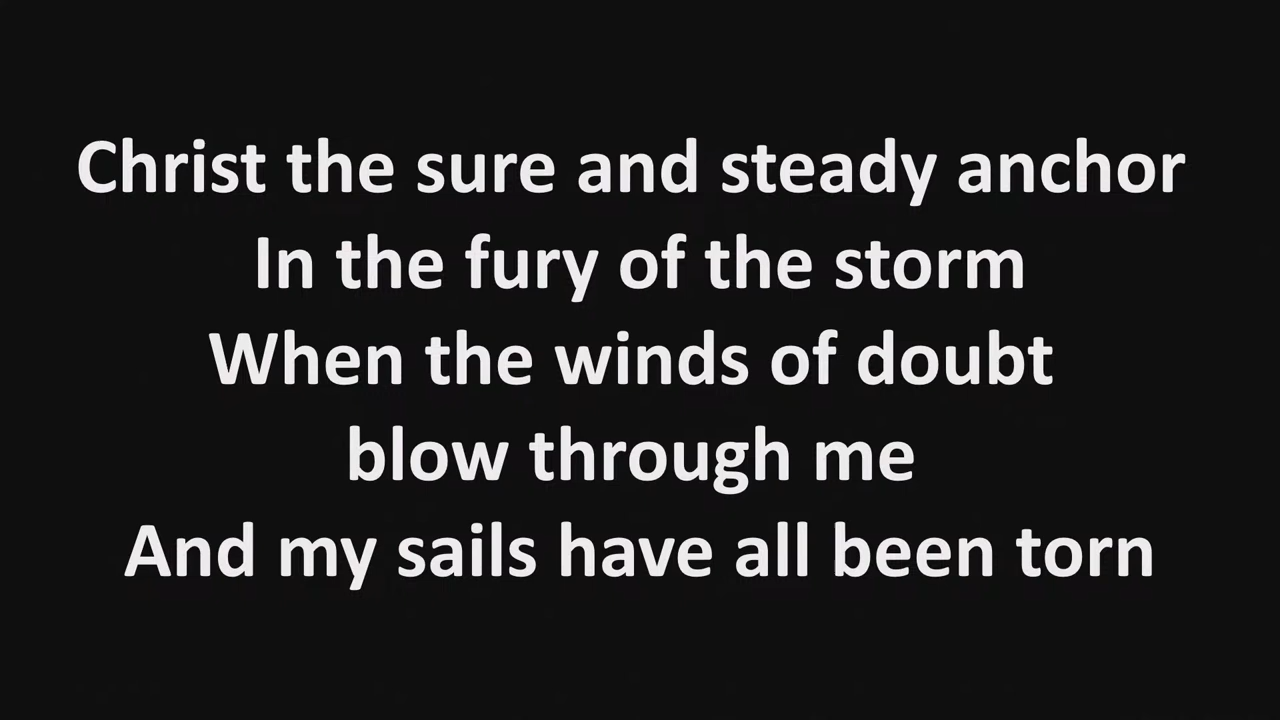 Christ the sure and steady anchor
In the fury of the storm
When the winds of doubt
blow through me
And my sails have all been torn